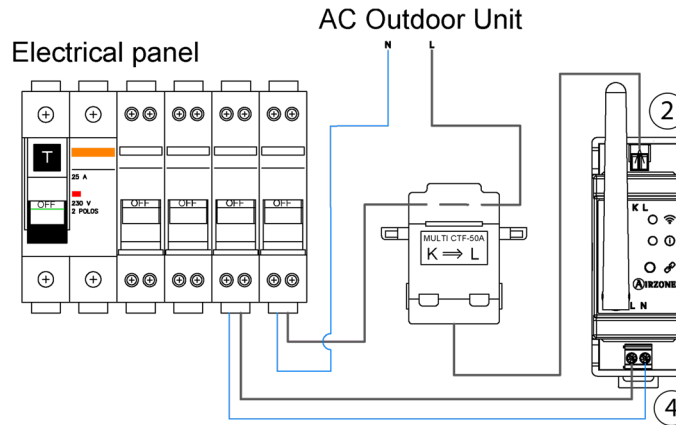 AC Outdoor Unit
Electrical panel
N L
T
25 A
OFF
230 V
2 POLOS
OFF OFF OFF OFF
MULTI CTF-50A
K ⇒ L
2
K L
AIRZONE
L N
4